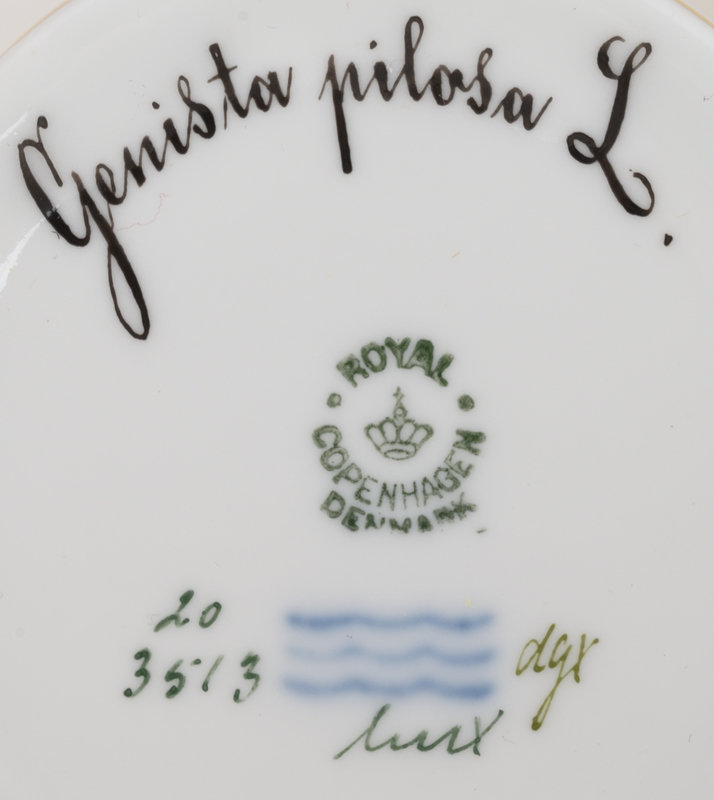 Genista pilosa L.
ROYAL
COPENHAGEN
DENMARK
20
3513
dgx